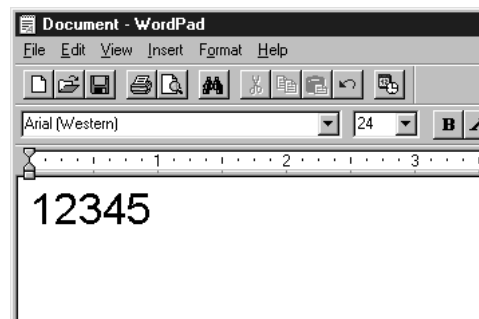 Document - WordPad
File Edit View Insert Format Help
Arial (Western) 24 B
1 2 3
12345